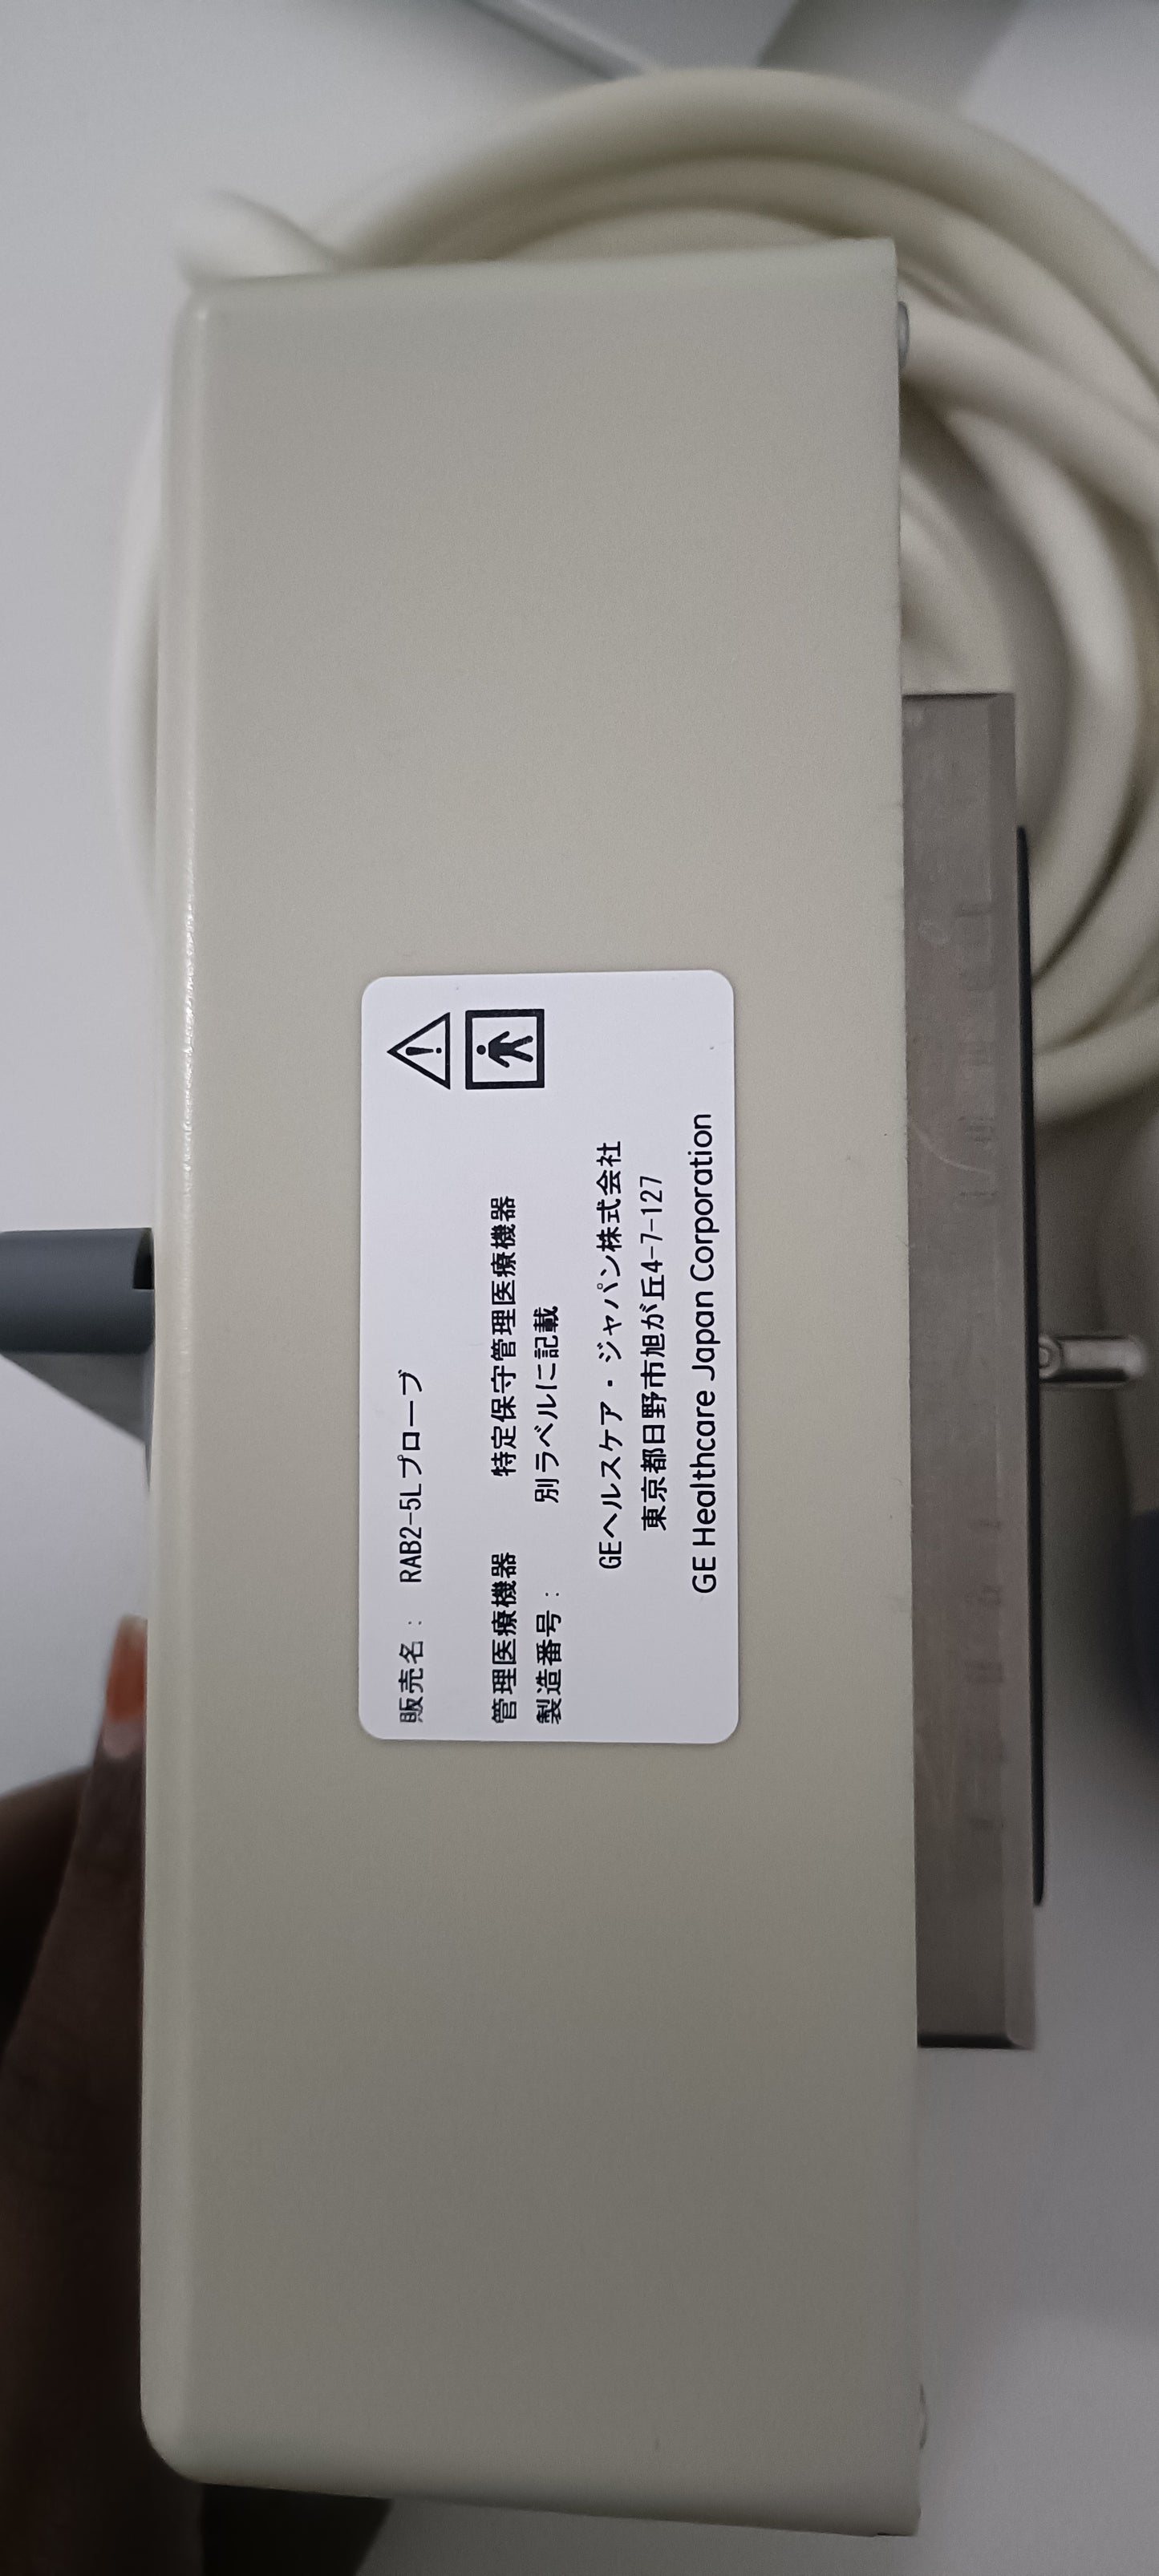 販売名： RAB2-5Lプローブ
管理医療機器 特定保守管理医療機器
製造番号： 別ラベルに記載
GEヘルスケア・ジャパン株式会社
東京都日野市旭が丘4-7-127
GE Healthcare Japan Corporation